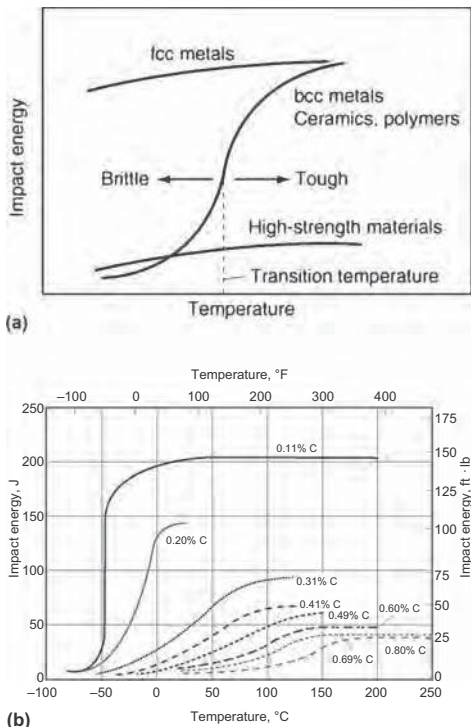 Impact energy
fcc metals
bcc metals
Ceramics, polymers
Brittle
Tough
High-strength materials
Transition temperature
Temperature
(a)
Temperature, °F
–100 0 100 200 300 400
Impact energy, J
250
200
150
100
50
0
175
150
125
100
75
50
25
0
Impact energy, ft · lb
0.11% C
0.20% C
0.31% C
0.41% C
0.49% C
0.60% C
0.69% C
0.80% C
–100 –50 0 50 100 150 200 250
Temperature, °C
(b)